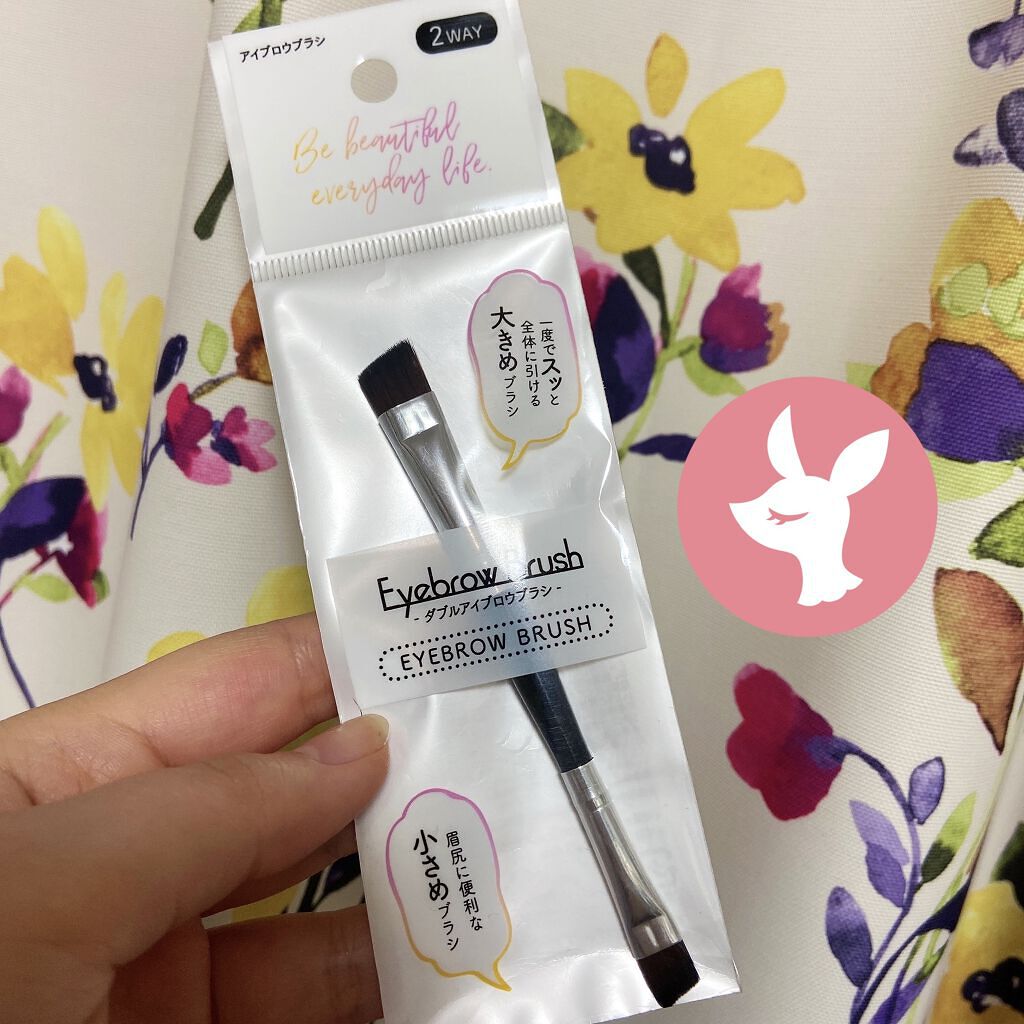 アイブロウブラシ
2WAY
Be beautiful
everyday life.
一度でスッと
全体に引ける
大きめブラシ
Eyebrow Brush
- ダブルアイブロウブラシ -
EYEBROW BRUSH
眉尻に便利な
小さめブラシ